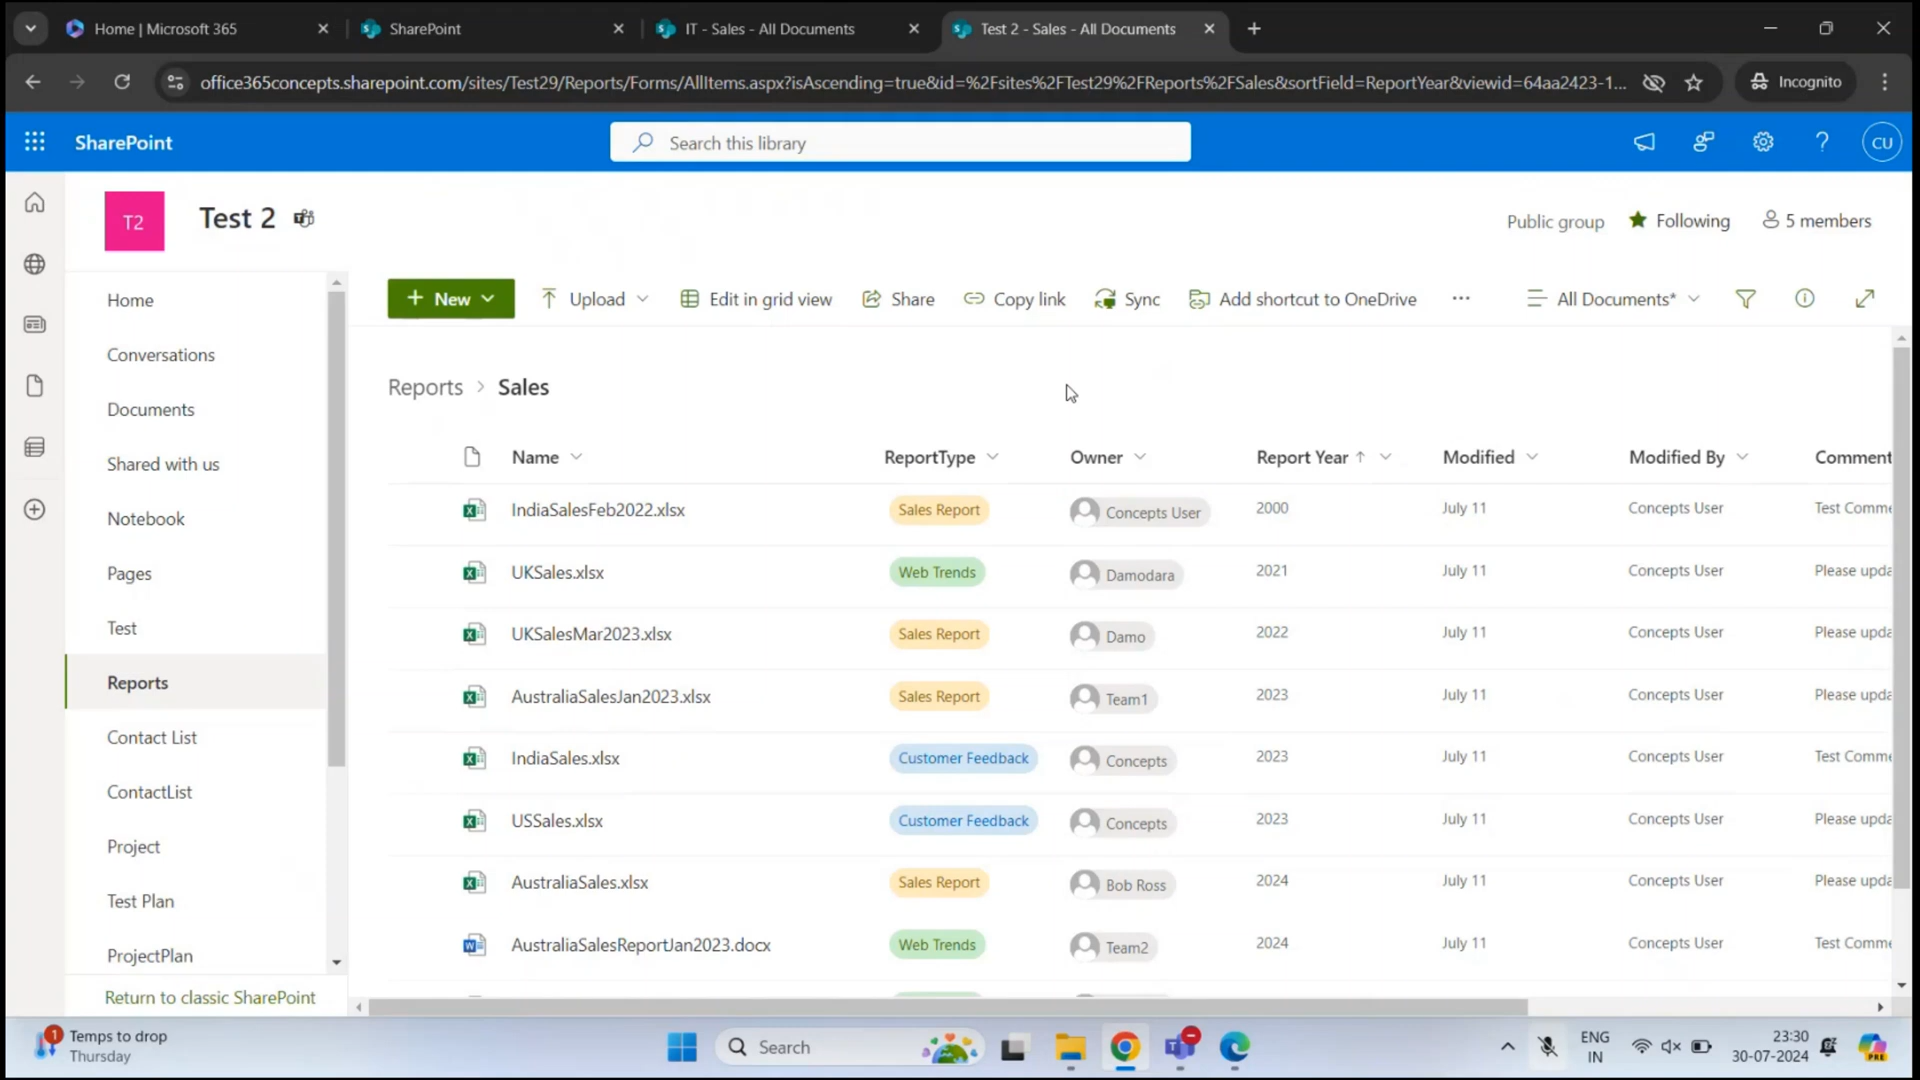 Home | Microsoft 365
SharePoint
IT - Sales - All Documents
Test 2 - Sales - All Documents
office365concepts.sharepoint.com/sites/Test29/Reports/Forms/AllItems.aspx?isAscending=true&id=%2Fsites%2FTest29%2FReports%2FSales&sortField=ReportYear&viewid=64aa2423-1...
Incognito
SharePoint
Search this library
CU
T2
Test 2
Public group
Following
5 members
New
Upload
Edit in grid view
Share
Copy link
Sync
Add shortcut to OneDrive
All Documents*
Home
Conversations
Documents
Shared with us
Notebook
Pages
Test
Reports
Contact List
ContactList
Project
Test Plan
ProjectPlan
Return to classic SharePoint
Reports > Sales
Name ReportType Owner Report Year ↑ Modified Modified By Comment
IndiaSalesFeb2022.xlsx Sales Report Concepts User 2000 July 11 Concepts User Test Comme
UKSales.xlsx Web Trends Damodara 2021 July 11 Concepts User Please upda
UKSalesMar2023.xlsx Sales Report Damo 2022 July 11 Concepts User Please upda
AustraliaSalesJan2023.xlsx Sales Report Team1 2023 July 11 Concepts User Please upda
IndiaSales.xlsx Customer Feedback Concepts 2023 July 11 Concepts User Test Comme
USSales.xlsx Customer Feedback Concepts 2023 July 11 Concepts User Please upda
AustraliaSales.xlsx Sales Report Bob Ross 2024 July 11 Concepts User Please upda
AustraliaSalesReportJan2023.docx Web Trends Team2 2024 July 11 Concepts User Test Comme
1
Temps to drop
Thursday
Search
ENG
IN
23:30
30-07-2024
PRE